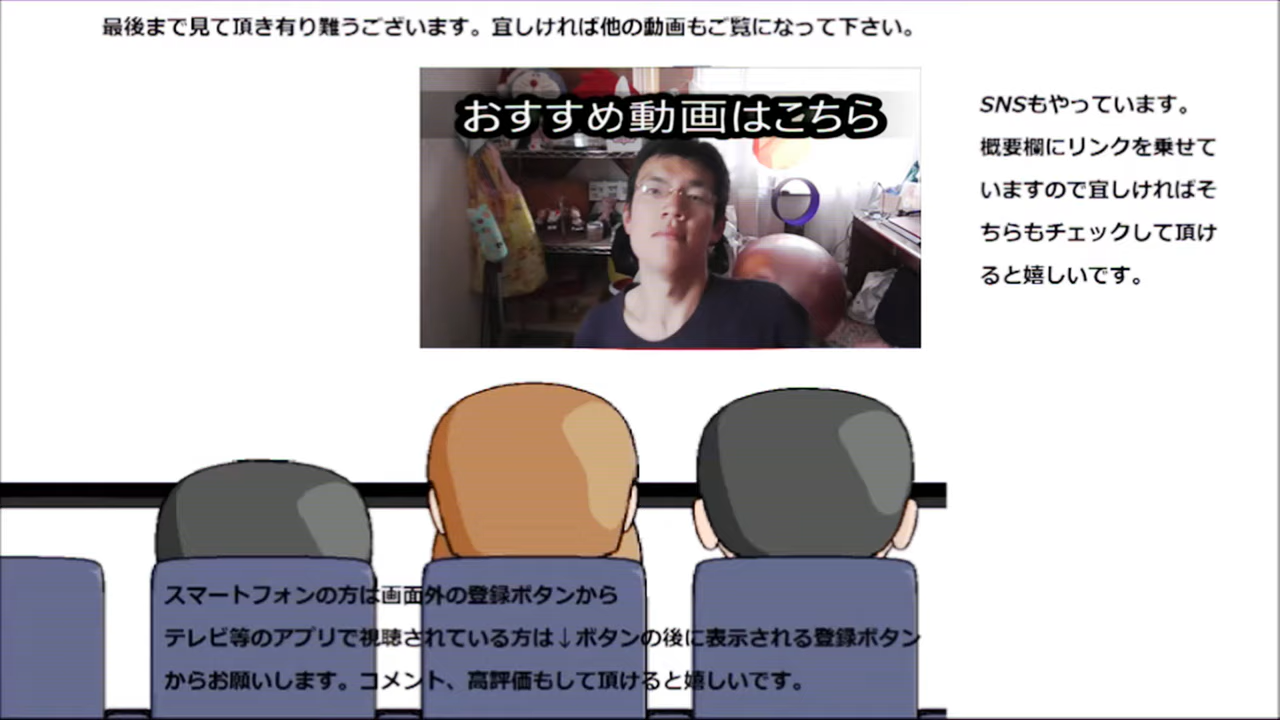 最後まで見て頂き有り難うございます。宜しければ他の動画もご覧になって下さい。
おすすめ動画はこちら
SNSもやっています。
概要欄にリンクを乗せて
いますので宜しければそ
ちらもチェックして頂け
ると嬉しいです。
スマートフォンの方は画面外の登録ボタンから
テレビ等のアプリで視聴されている方は↓ボタンの後に表示される登録ボタン
からお願いします。コメント、高評価もして頂けると嬉しいです。